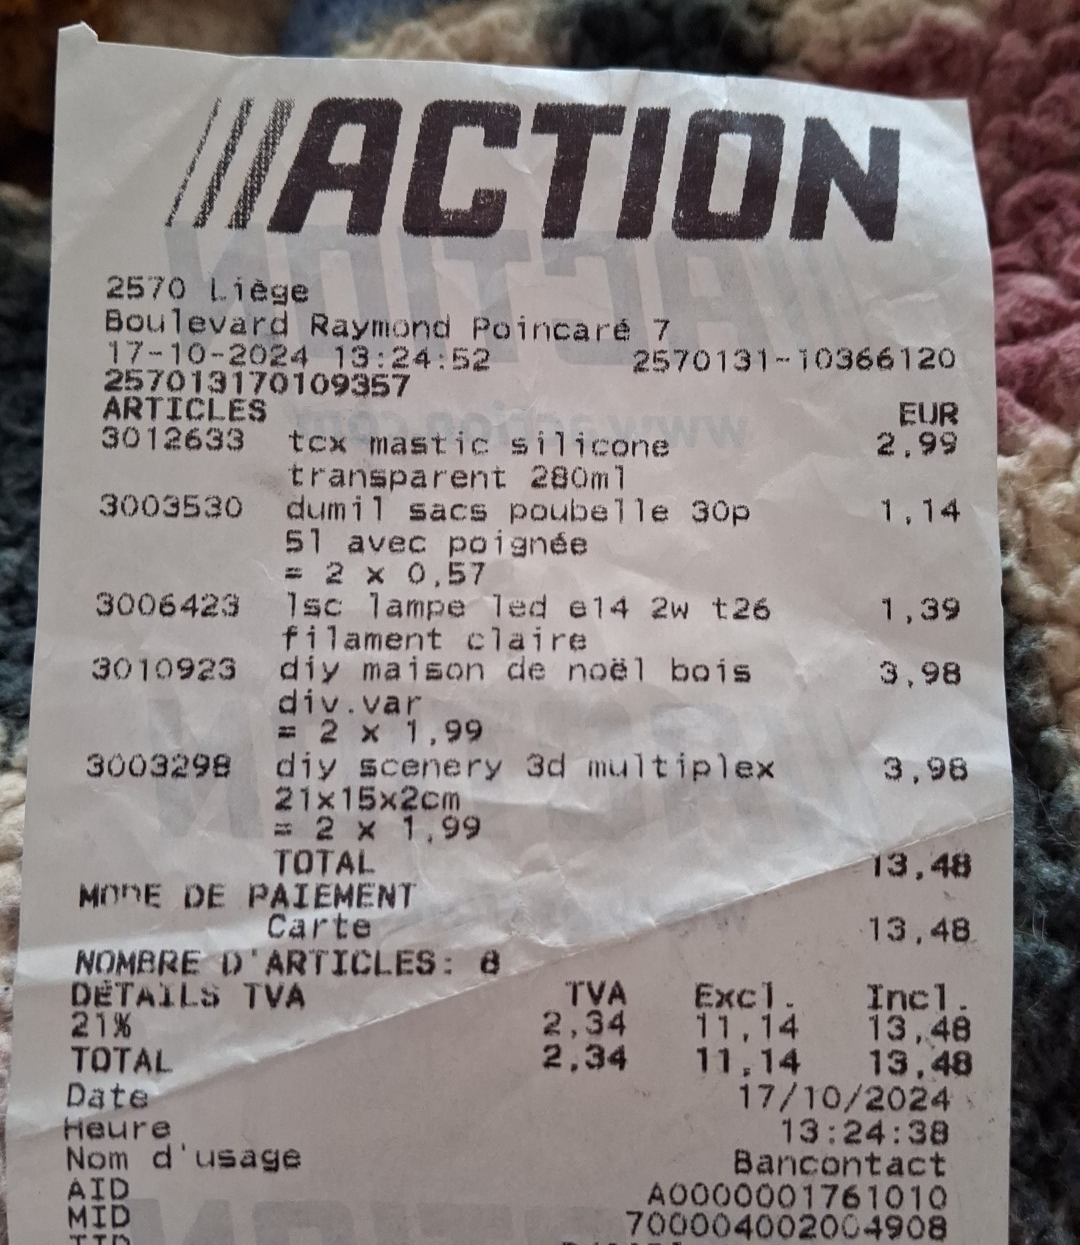 ACTION
2570 Liège
Boulevard Raymond Poincaré 7
17-10-2024 13:24:52 2570131-10366120
257013170109357
ARTICLES EUR
3012633 tcx mastic silicone 2,99
transparent 280ml
3003530 dumil sacs poubelle 30p 1,14
5l avec poignée
= 2 x 0,57
3006423 lsc lampe led e14 2w t26 1,39
filament claire
3010923 diy maison de noël bois 3,98
div.var
= 2 x 1,99
3003298 diy scenery 3d multiplex 3,98
21x15x2cm
= 2 x 1,99
TOTAL 13,48
MODE DE PAIEMENT
Carte 13,48
NOMBRE D'ARTICLES: 8
DÉTAILS TVA TVA Excl. Incl.
21% 2,34 11,14 13,48
TOTAL 2,34 11,14 13,48
Date 17/10/2024
Heure 13:24:38
Nom d'usage Bancontact
AID A0000001761010
MID 7000040020​04908
TID